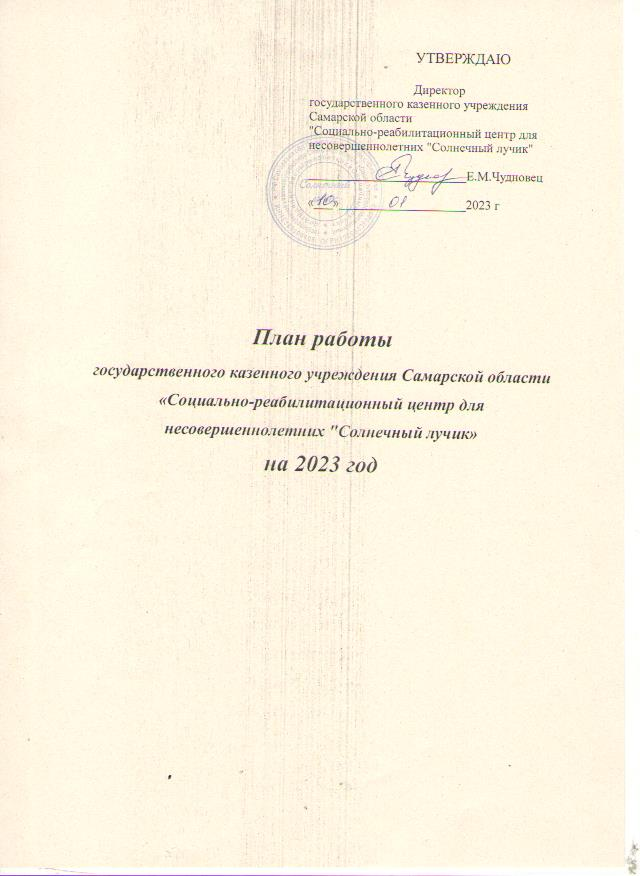 УТВЕРЖДАЮ
Директор
государственного казенного учреждения
Самарской области
"Социально-реабилитационный центр для
несовершеннолетних "Солнечный лучик"
Е.М.Чудновец
«10» 01 2023 г
План работы
государственного казенного учреждения Самарской области
«Социально-реабилитационный центр для
несовершеннолетних "Солнечный лучик»
на 2023 год